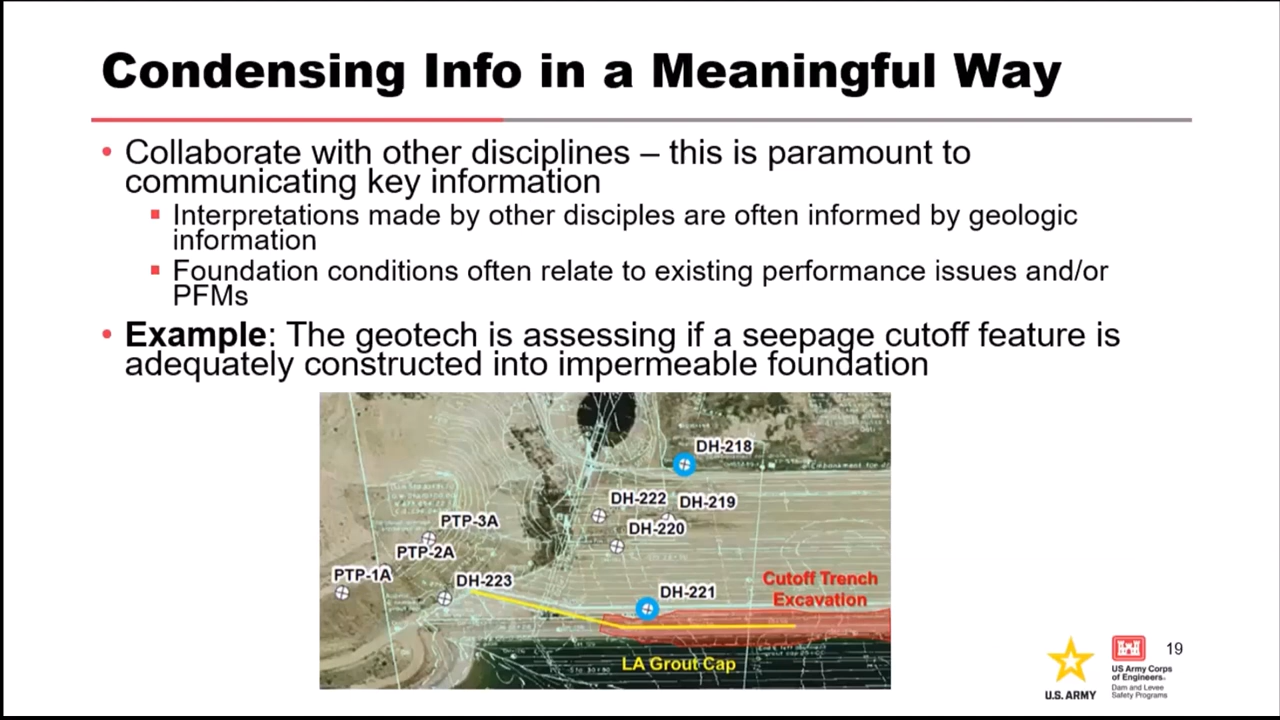 Condensing Info in a Meaningful Way
• Collaborate with other disciplines – this is paramount to
communicating key information
▪ Interpretations made by other disciples are often informed by geologic
information
▪ Foundation conditions often relate to existing performance issues and/or
PFMs
• Example: The geotech is assessing if a seepage cutoff feature is
adequately constructed into impermeable foundation
DH-218
DH-222 DH-219
DH-220
PTP-3A
PTP-2A
PTP-1A
DH-223
DH-221
Cutoff Trench
Excavation
LA Grout Cap
19
U.S. ARMY
US Army Corps
of Engineers.
Dam and Levee
Safety Programs